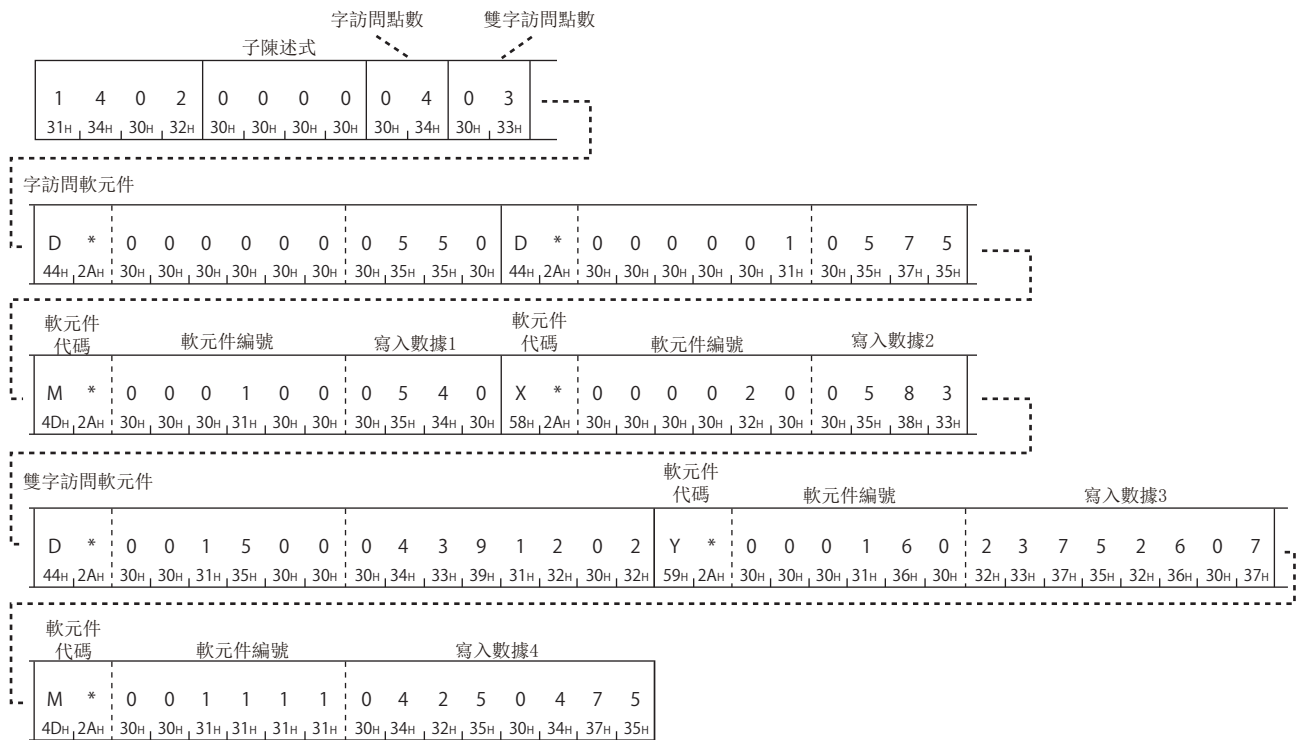 字訪問點數 雙字訪問點數
子陳述式
1 4 0 2 0 0 0 0 0 4 0 3
31H 34H 30H 32H 30H 30H 30H 30H 30H 34H 30H 33H
字訪問軟元件
D * 0 0 0 0 0 0 0 5 5 0 D * 0 0 0 0 0 1 0 5 7 5
44H 2AH 30H 30H 30H 30H 30H 30H 30H 35H 35H 30H 44H 2AH 30H 30H 30H 30H 30H 31H 30H 35H 37H 35H
軟元件 軟元件
代碼 軟元件編號 寫入數據1 代碼 軟元件編號 寫入數據2
M * 0 0 0 1 0 0 0 5 4 0 X * 0 0 0 0 2 0 0 5 8 3
4DH 2AH 30H 30H 30H 31H 30H 30H 30H 35H 34H 30H 58H 2AH 30H 30H 30H 30H 32H 30H 30H 35H 38H 33H
雙字訪問軟元件 軟元件
代碼 軟元件編號 寫入數據3
D * 0 0 1 5 0 0 0 4 3 9 1 2 0 2 Y * 0 0 0 1 6 0 2 3 7 5 2 6 0 7
44H 2AH 30H 30H 31H 35H 30H 30H 30H 34H 33H 39H 31H 32H 30H 32H 59H 2AH 30H 30H 30H 31H 36H 30H 32H 33H 37H 35H 32H 36H 30H 37H
軟元件
代碼 軟元件編號 寫入數據4
M * 0 0 1 1 1 1 0 4 2 5 0 4 7 5
4DH 2AH 30H 30H 31H 31H 31H 31H 30H 34H 32H 35H 30H 34H 37H 35H